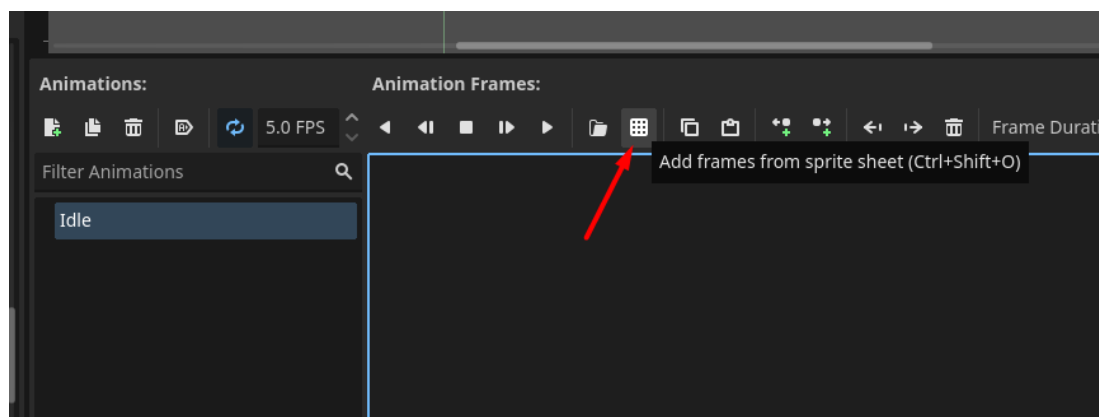 Animations:
Animation Frames:
5.0 FPS
Frame Durati
Filter Animations
Add frames from sprite sheet (Ctrl+Shift+O)
Idle